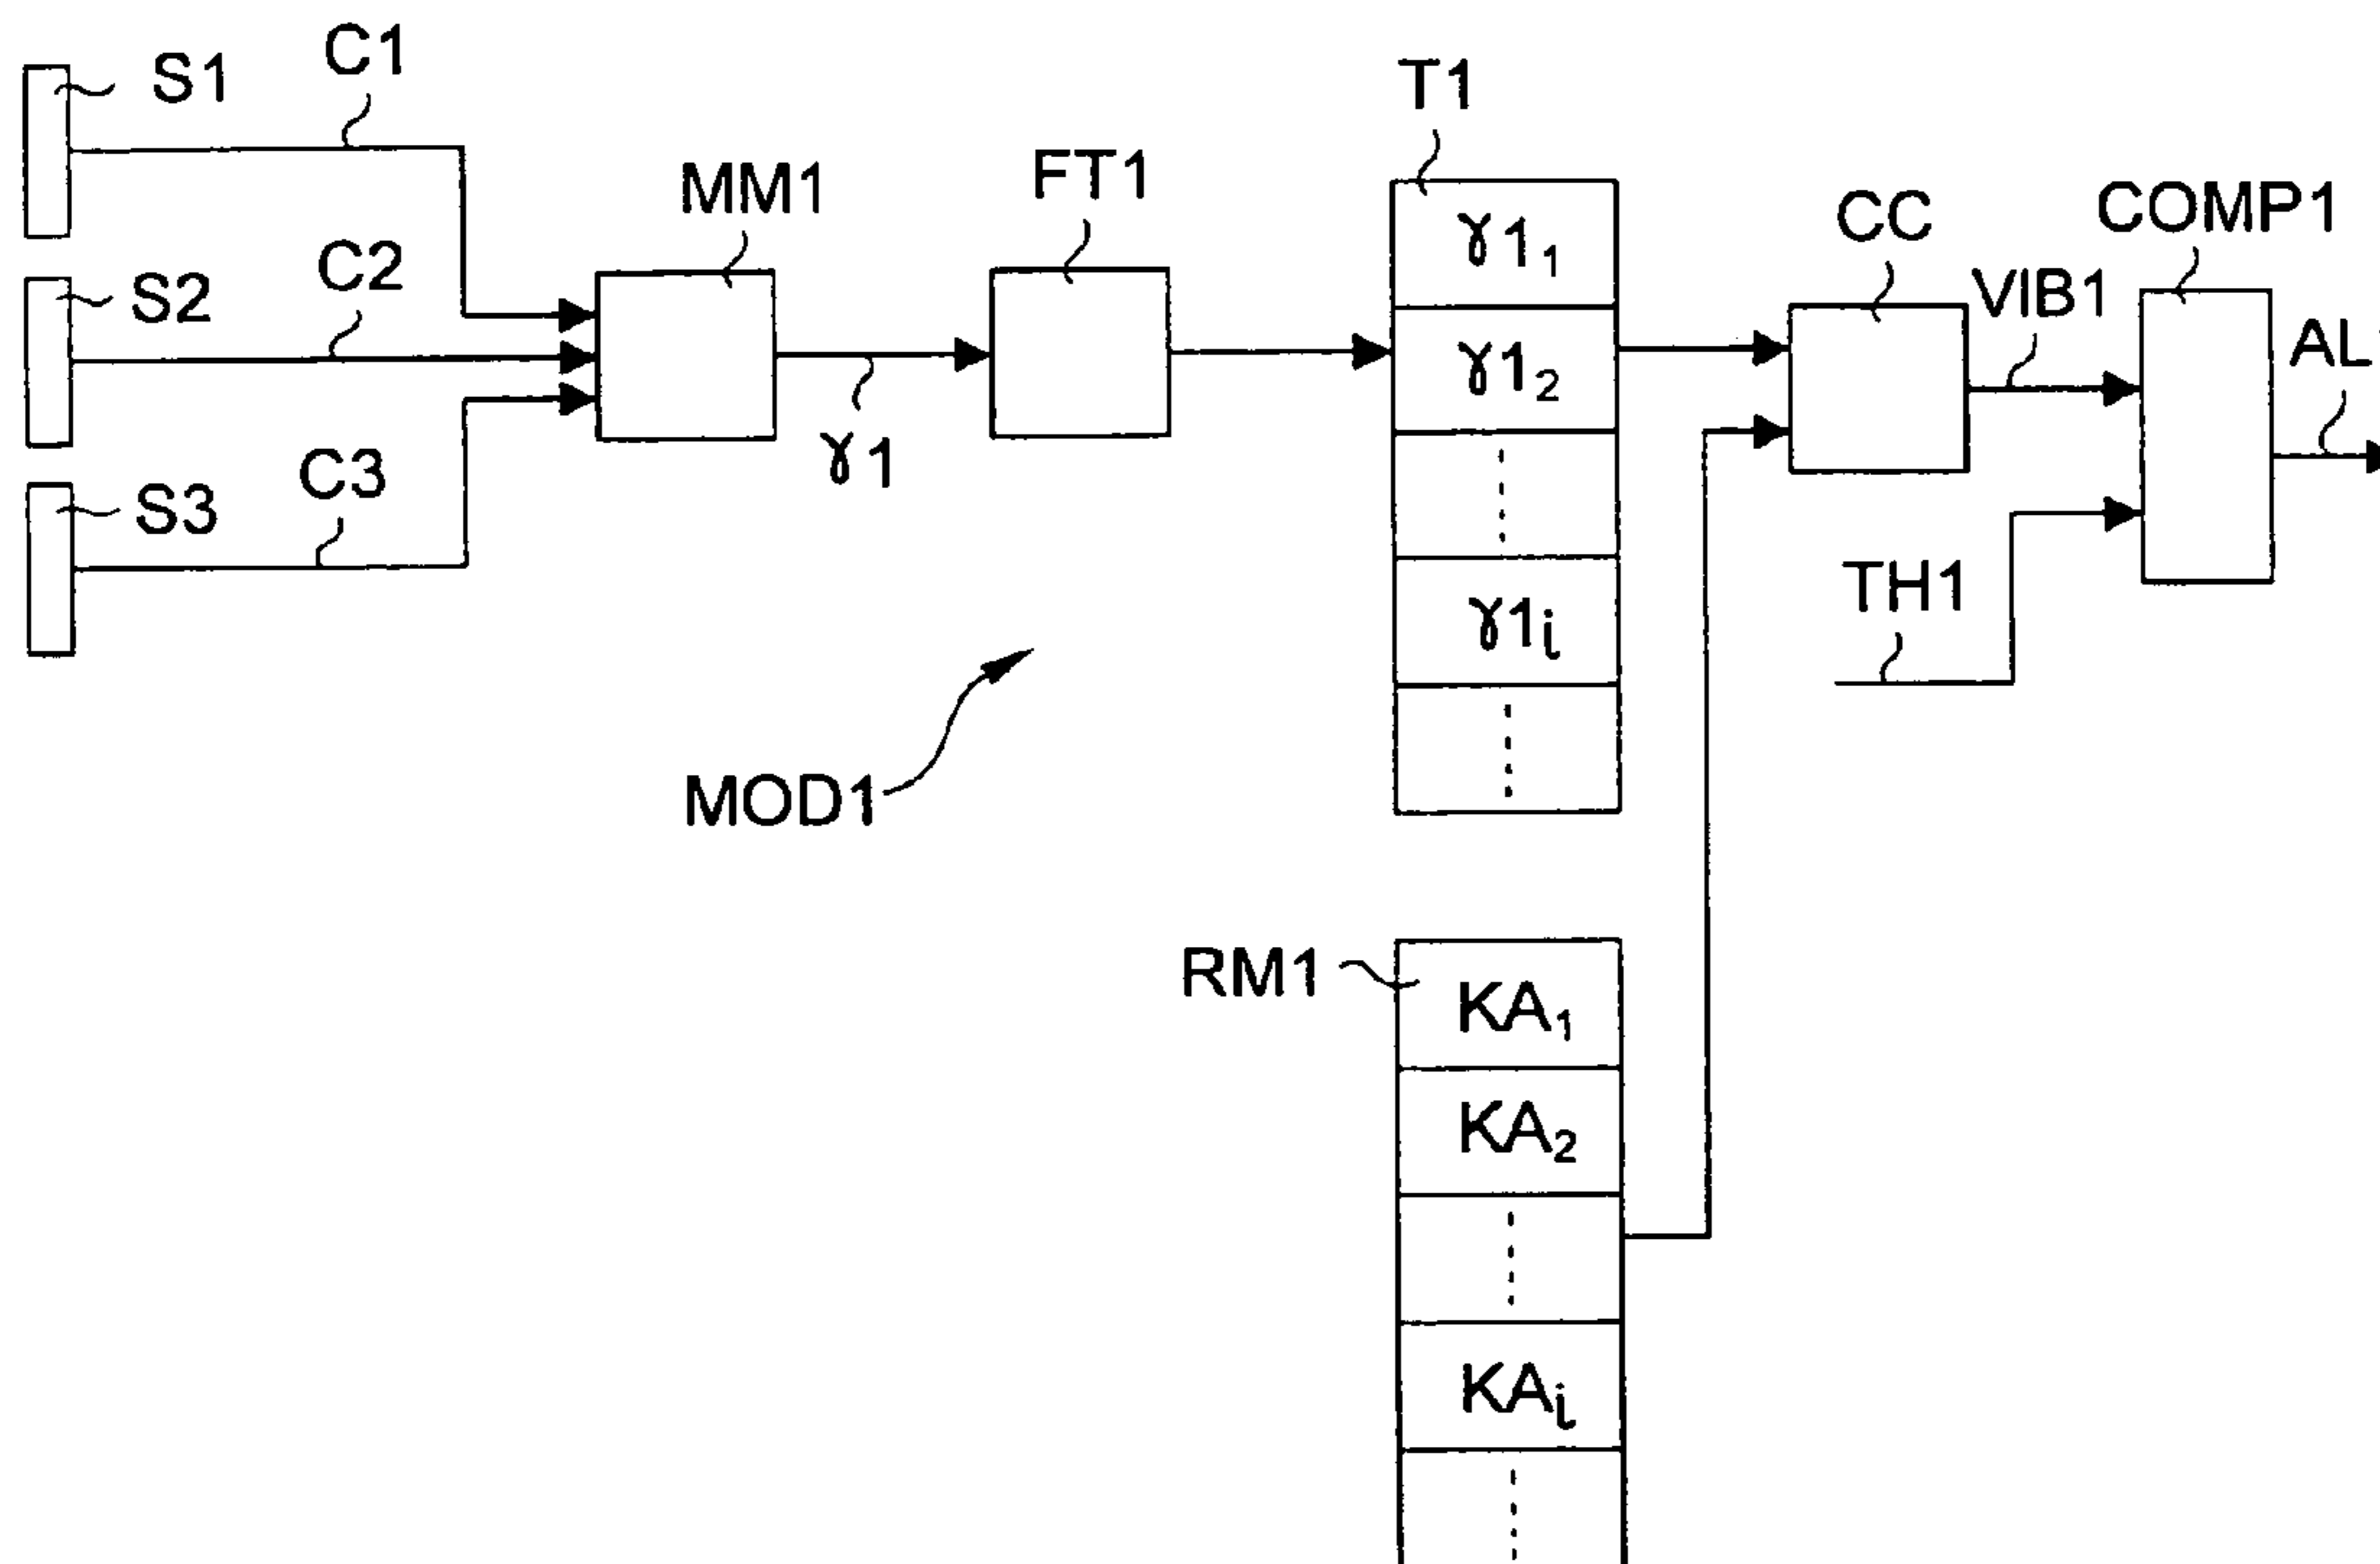 S1
C1
T1
MM1
FT1
CC
COMP1
S2
C2
γ1₁
VIB1
γ1₂
AL1
S3
C3
γ1
TH1
γ1ᵢ
MOD1
RM1
KA₁
KA₂
KAᵢ